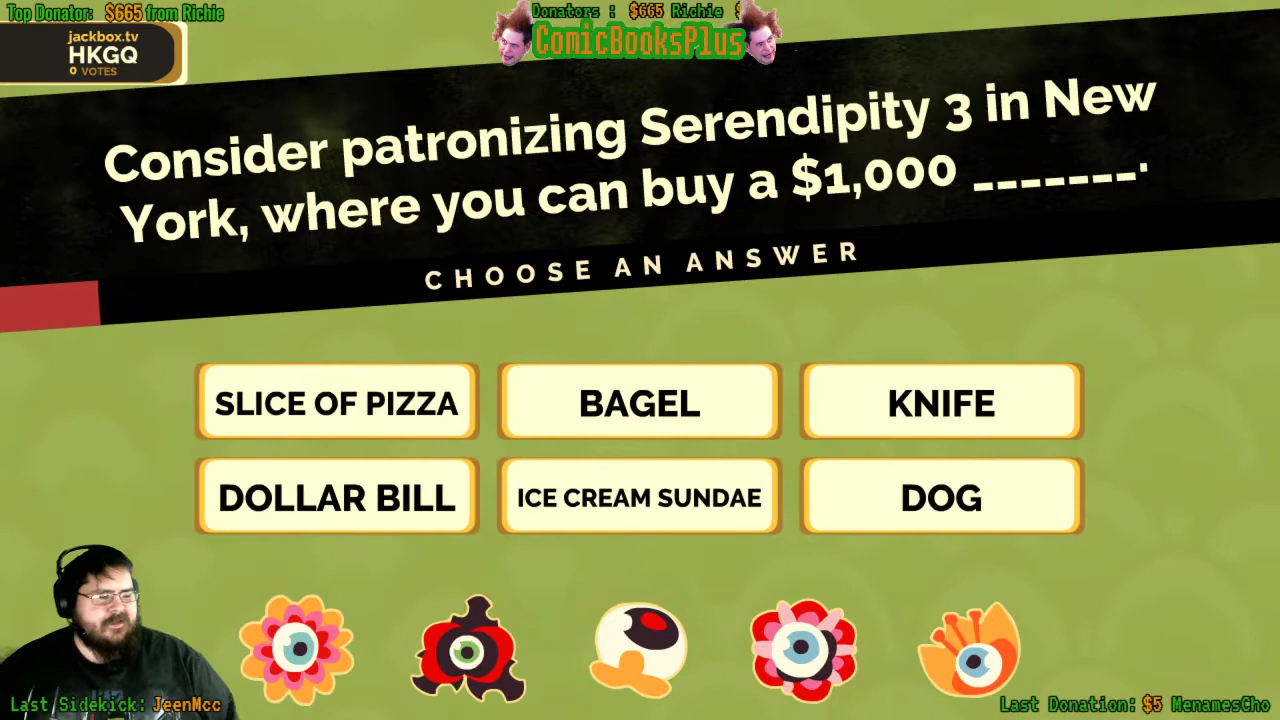 Top Donator: $665 from Richie
Donators : $665 Richie
jackbox.tv
HKGQ
0 VOTES
ComicBooksPlus
Consider patronizing Serendipity 3 in New
York, where you can buy a $1,000 _______.
CHOOSE AN ANSWER
SLICE OF PIZZA
BAGEL
KNIFE
DOLLAR BILL
ICE CREAM SUNDAE
DOG
Last Sidekick: JeenMcc
Last Donation: $5 MenamesCho